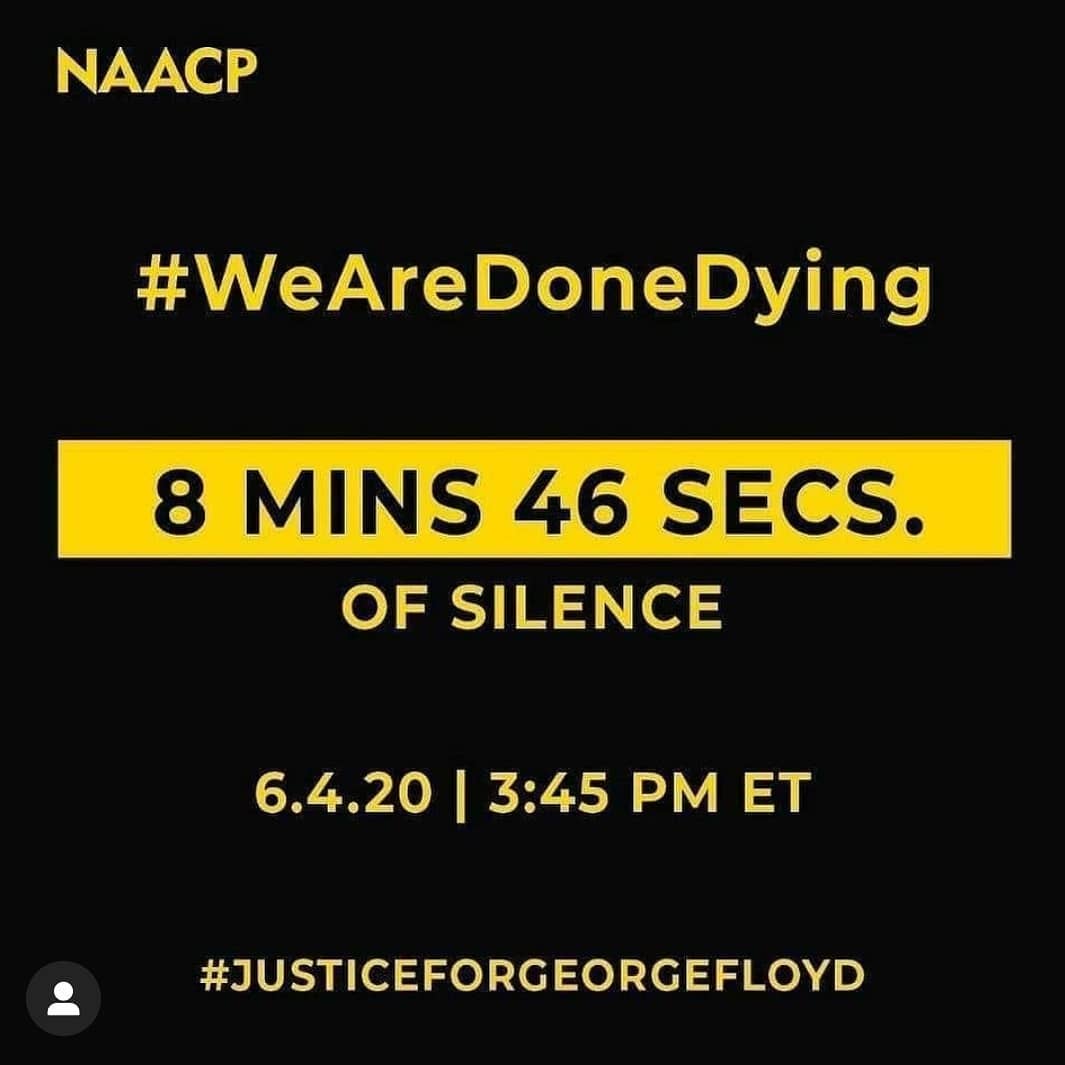 NAACP
#WeAreDoneDying
8 MINS 46 SECS.
OF SILENCE
6.4.20 | 3:45 PM ET
#JUSTICEFORGEORGEFLOYD